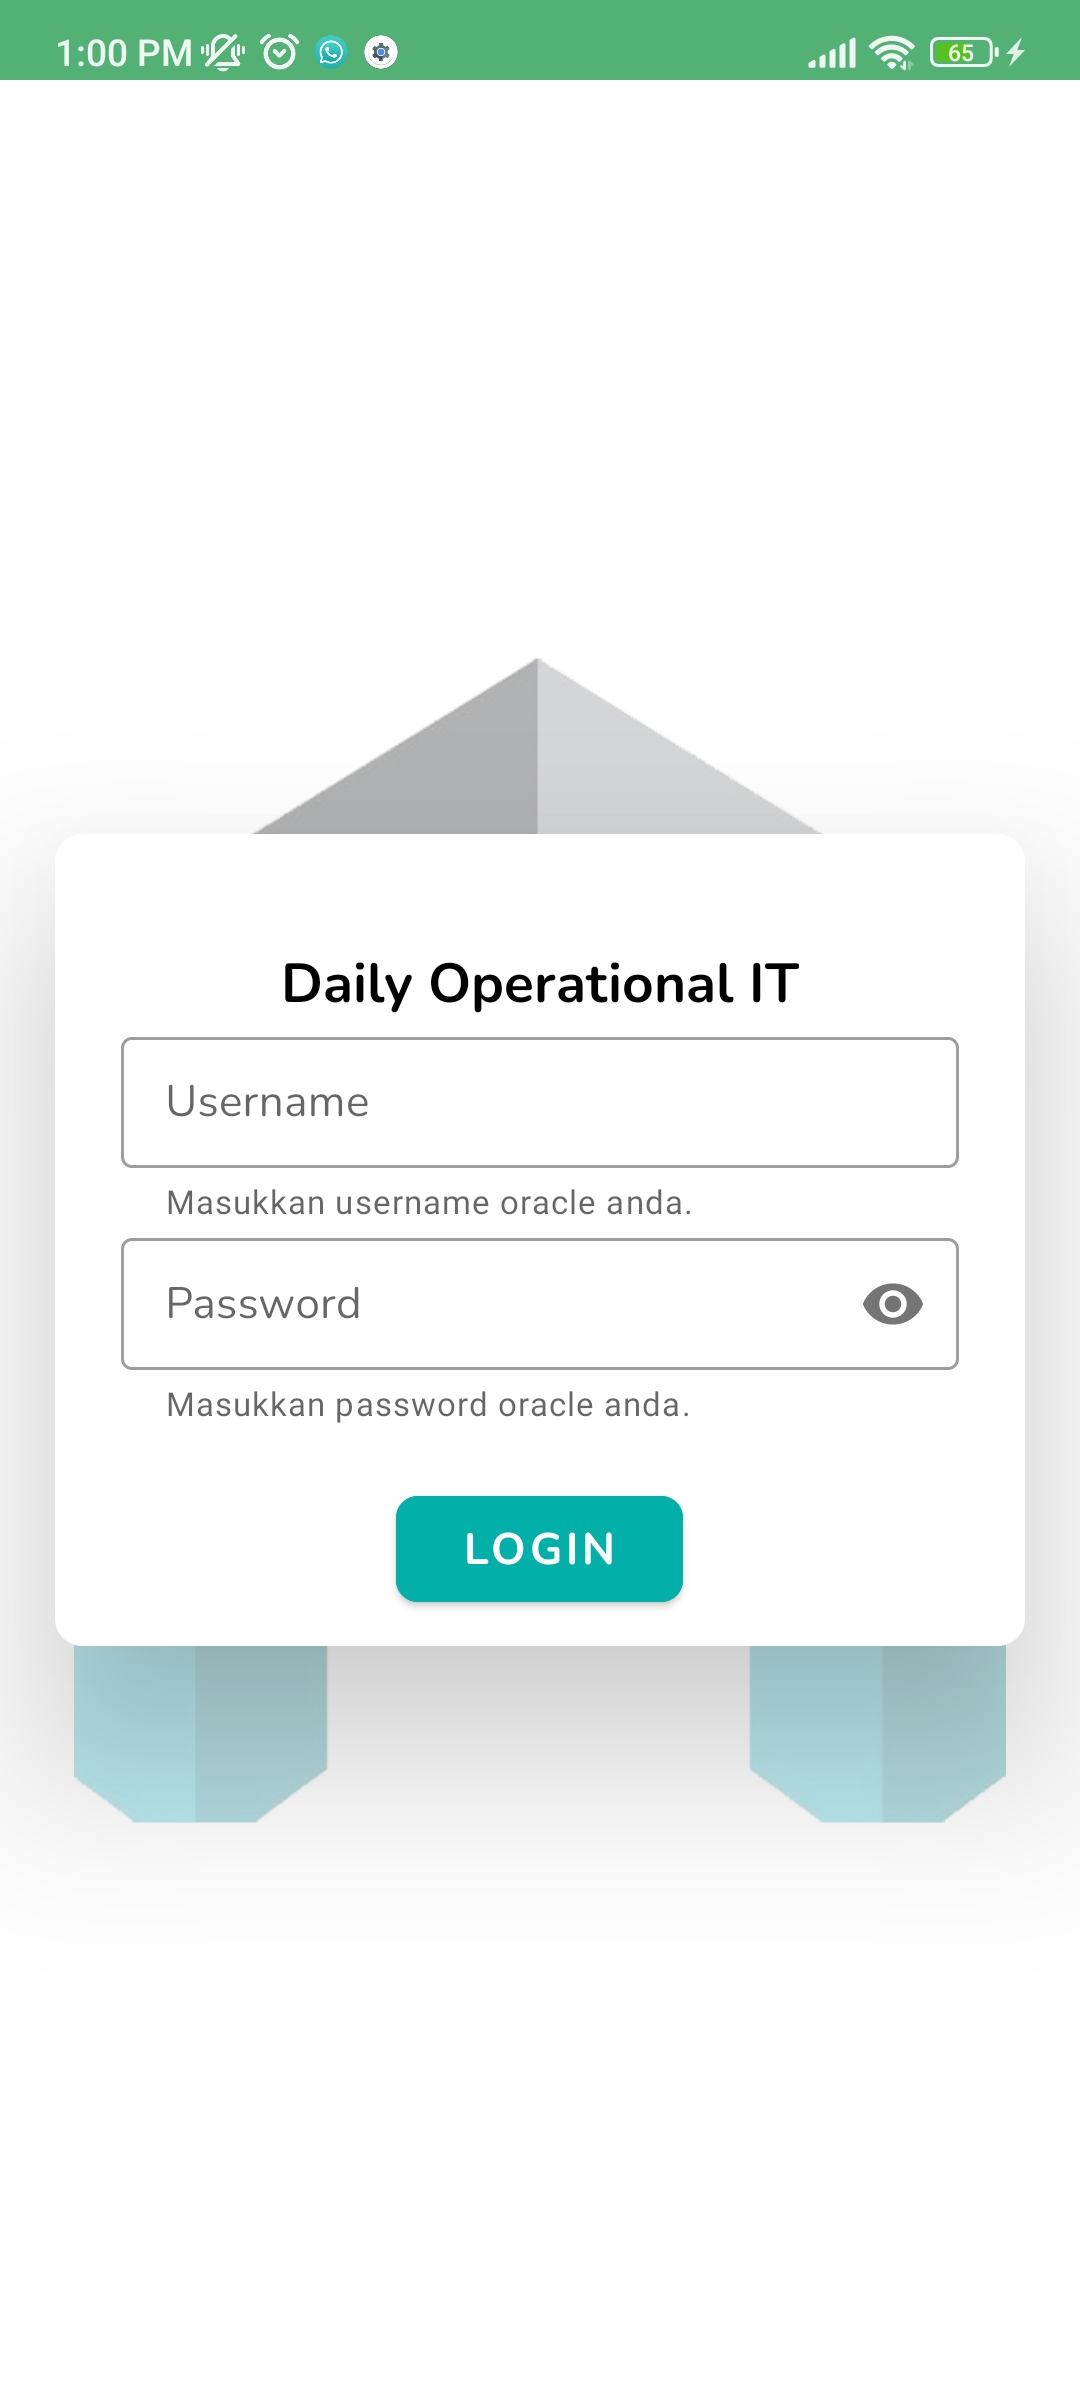 1:00 PM 65
Daily Operational IT
Username
Masukkan username oracle anda.
Password
Masukkan password oracle anda.
LOGIN